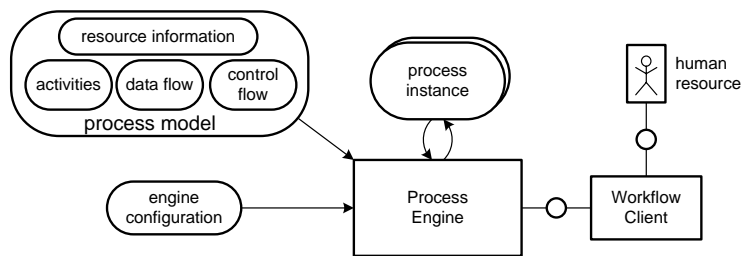 resource information
activities
data flow
control
flow
process model
process
instance
human
resource
engine
configuration
Process
Engine
Workflow
Client